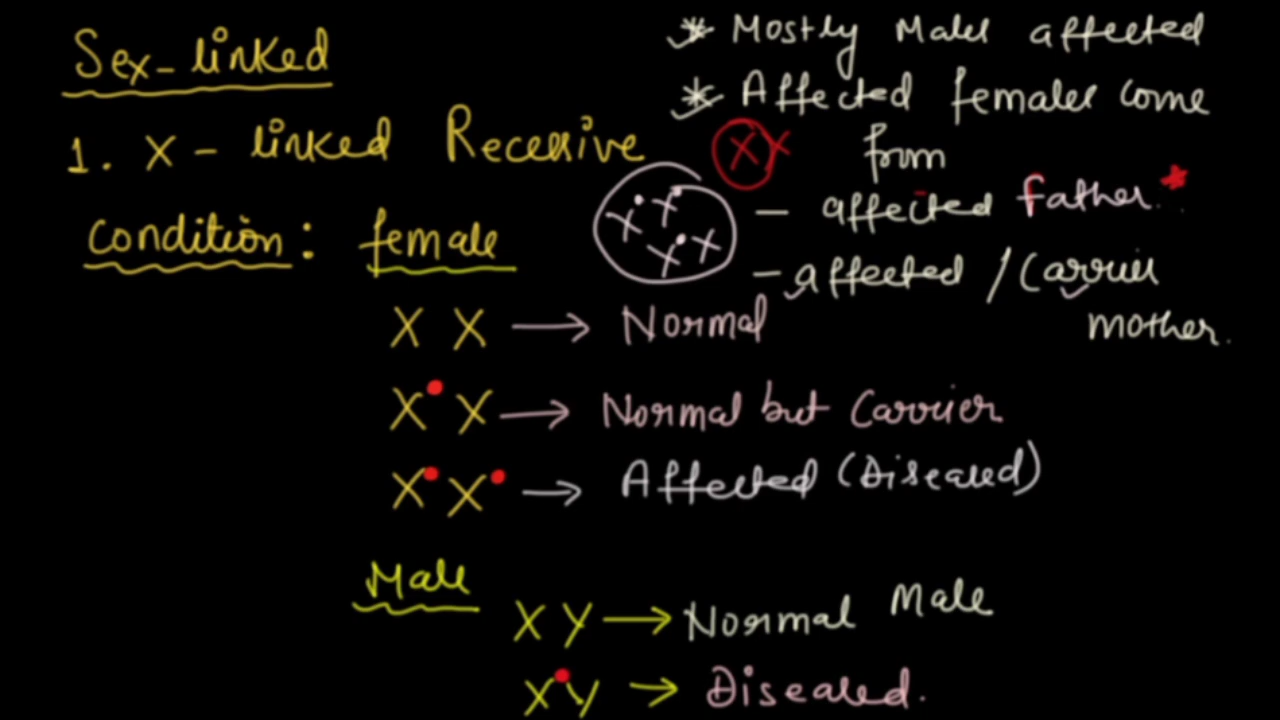 Sex-linked
1. X-linked Recessive
Condition: female
X X → Normal
X• X → Normal but Carrier
X• X• → Affected (Diseased)
Male
X Y → Normal Male
X• Y → Diseased.
* Mostly Males affected
* Affected females come
from
XX
X• X•
X• X
- affected father *
- affected / Carrier
mother.